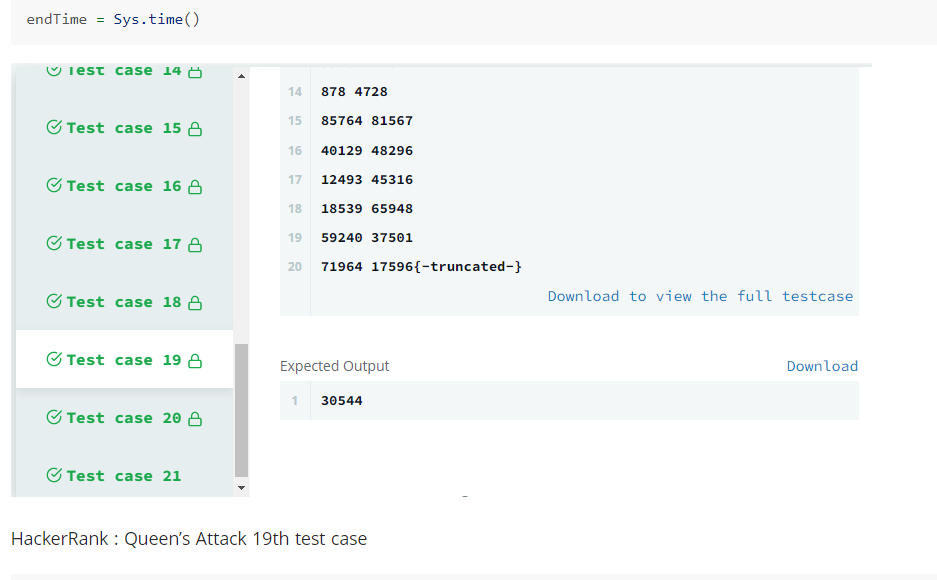 endTime = Sys.time()
Test case 14
Test case 15
Test case 16
Test case 17
Test case 18
Test case 19
Test case 20
Test case 21
14 878 4728
15 85764 81567
16 40129 48296
17 12493 45316
18 18539 65948
19 59240 37501
20 71964 17596{-truncated-}
Download to view the full testcase
Expected Output Download
1 30544
HackerRank : Queen’s Attack 19th test case